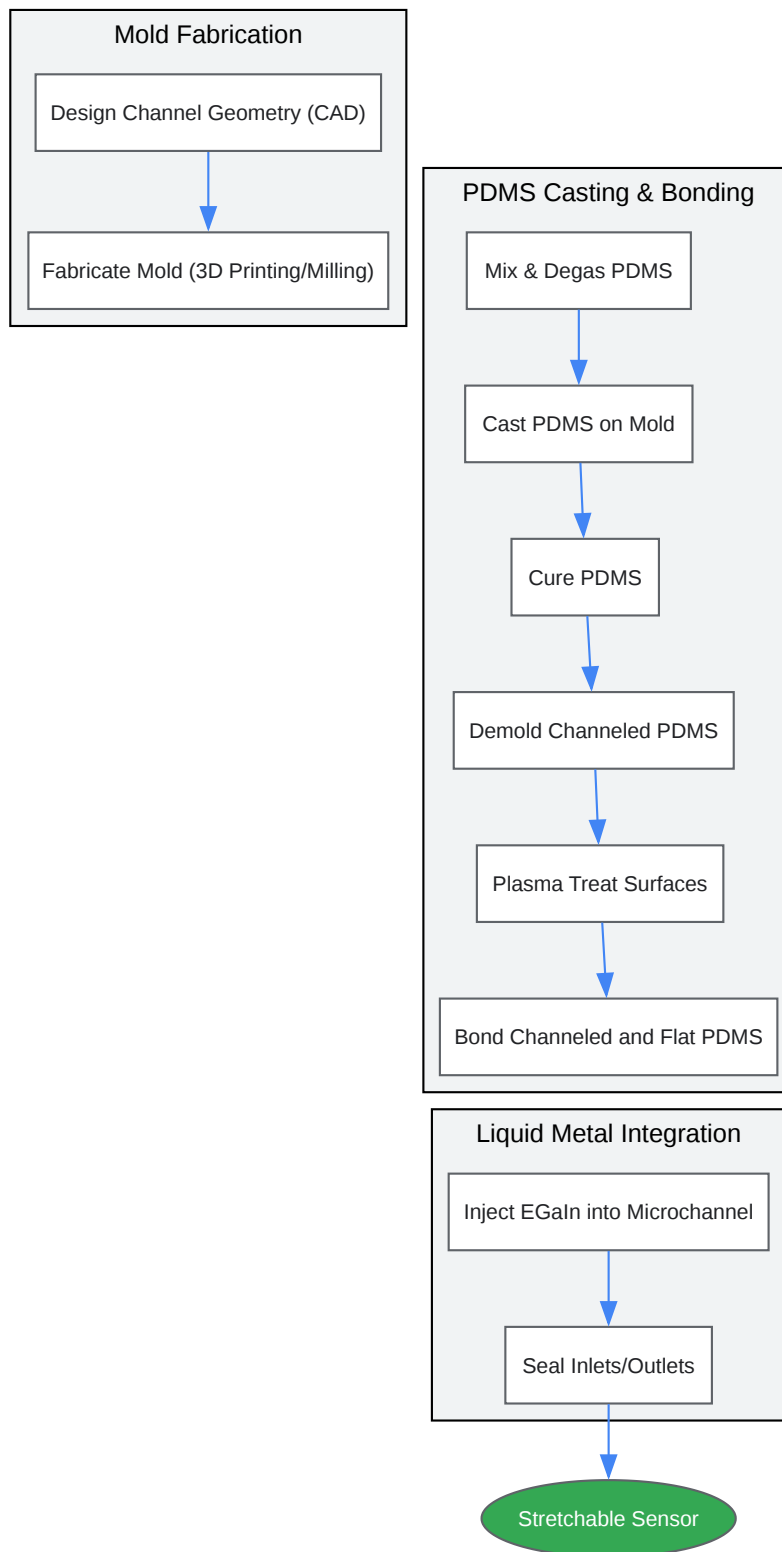 Mold Fabrication
Design Channel Geometry (CAD)
Fabricate Mold (3D Printing/Milling)
PDMS Casting & Bonding
Mix & Degas PDMS
Cast PDMS on Mold
Cure PDMS
Demold Channeled PDMS
Plasma Treat Surfaces
Bond Channeled and Flat PDMS
Liquid Metal Integration
Inject EGaIn into Microchannel
Seal Inlets/Outlets
Stretchable Sensor